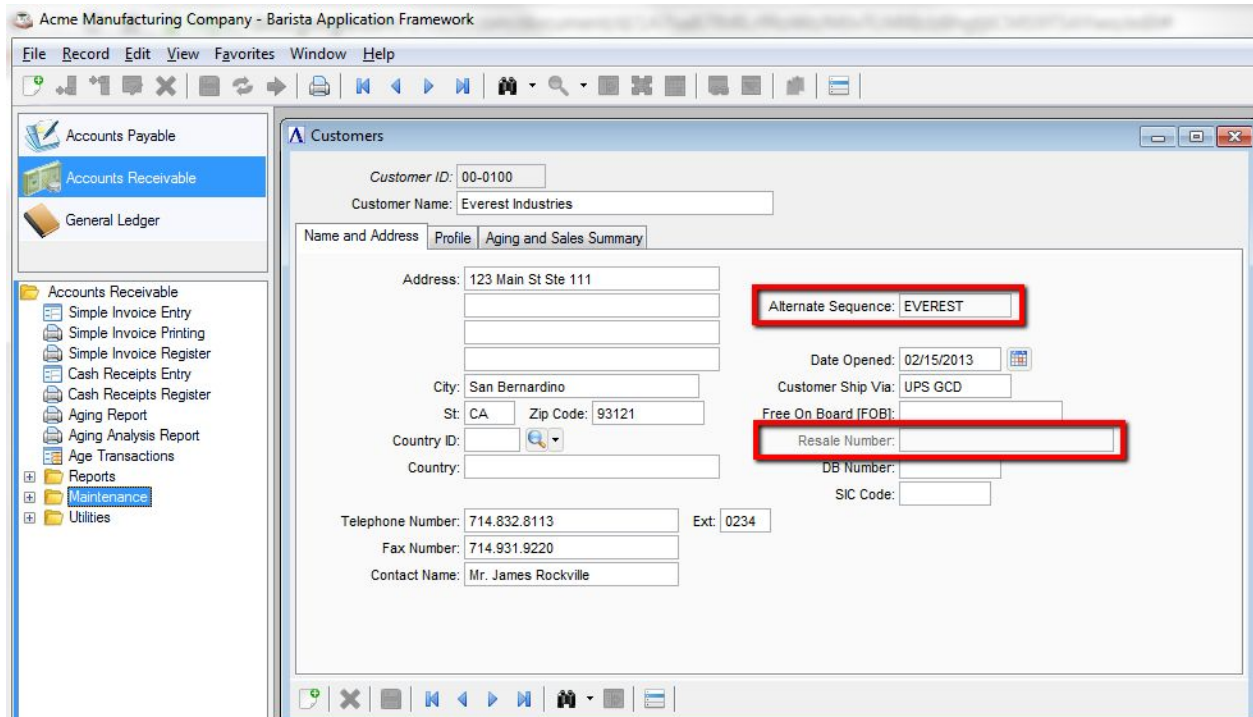 Acme Manufacturing Company - Barista Application Framework
File Record Edit View Favorites Window Help
Accounts Payable
Accounts Receivable
General Ledger
Accounts Receivable
Simple Invoice Entry
Simple Invoice Printing
Simple Invoice Register
Cash Receipts Entry
Cash Receipts Register
Aging Report
Aging Analysis Report
Age Transactions
Reports
Maintenance
Utilities
Customers
Customer ID: 00-0100
Customer Name: Everest Industries
Name and Address Profile Aging and Sales Summary
Address: 123 Main St Ste 111
Alternate Sequence: EVEREST
Date Opened: 02/15/2013
City: San Bernardino Customer Ship Via: UPS GCD
St: CA Zip Code: 93121 Free On Board [FOB]:
Country ID: Resale Number:
Country: DB Number:
SIC Code:
Telephone Number: 714.832.8113 Ext: 0234
Fax Number: 714.931.9220
Contact Name: Mr. James Rockville